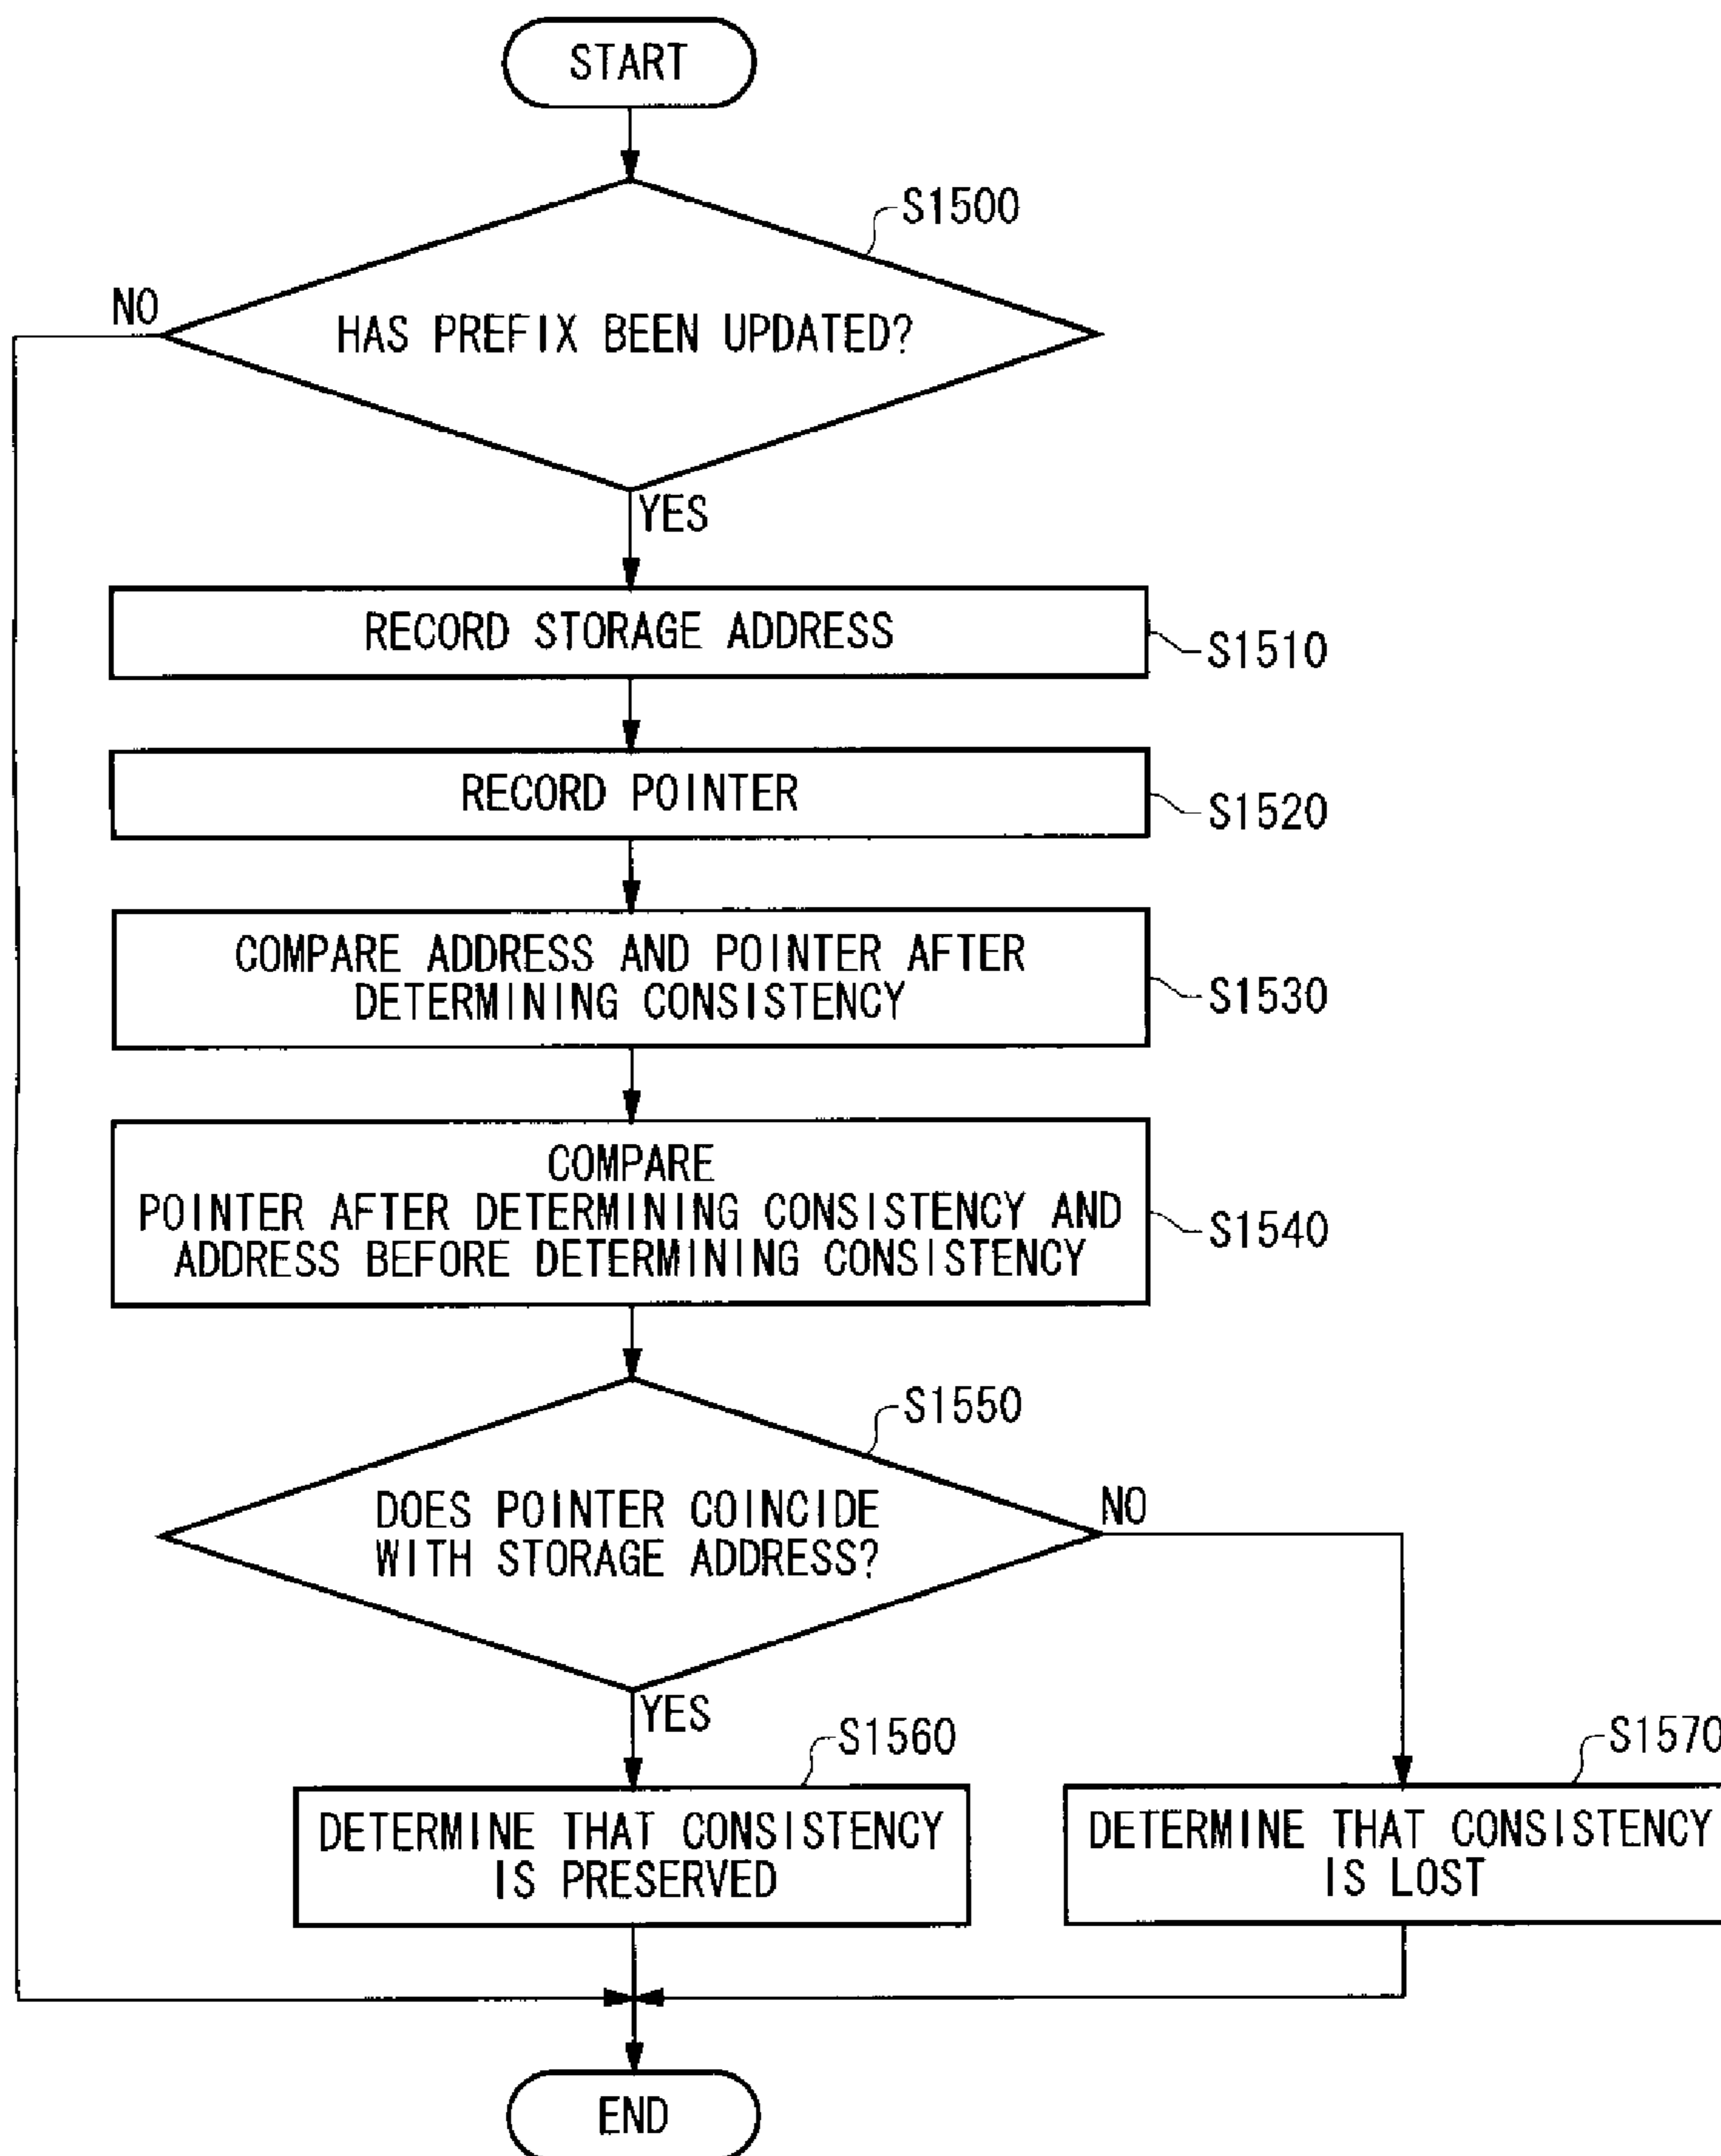 START
S1500
NO
HAS PREFIX BEEN UPDATED?
YES
RECORD STORAGE ADDRESS
S1510
RECORD POINTER
S1520
COMPARE ADDRESS AND POINTER AFTER
DETERMINING CONSISTENCY
S1530
COMPARE
POINTER AFTER DETERMINING CONSISTENCY AND
ADDRESS BEFORE DETERMINING CONSISTENCY
S1540
S1550
DOES POINTER COINCIDE
WITH STORAGE ADDRESS?
NO
YES
S1560
S1570
DETERMINE THAT CONSISTENCY
IS PRESERVED
DETERMINE THAT CONSISTENCY
IS LOST
END